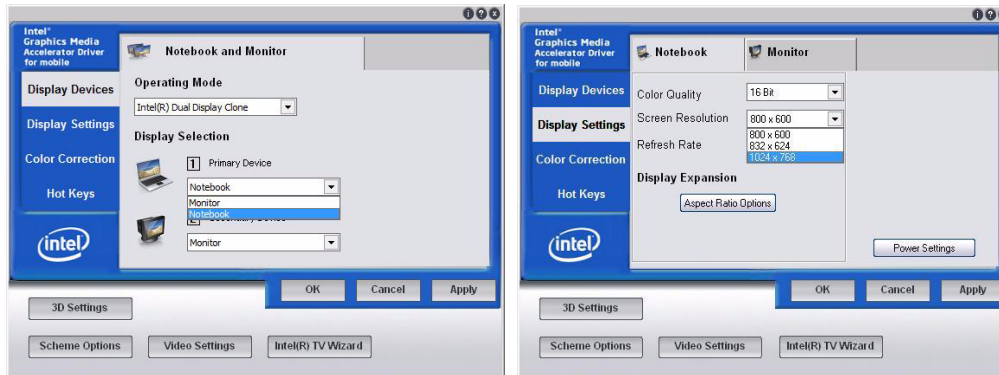 Intel®
Graphics Media
Accelerator Driver
for mobile
Notebook and Monitor
Display Devices
Display Settings
Color Correction
Hot Keys
intel
Operating Mode
Intel(R) Dual Display Clone
Display Selection
1 Primary Device
Notebook
Monitor
Notebook
Monitor
OK
Cancel
Apply
3D Settings
Scheme Options
Video Settings
Intel(R) TV Wizard
Intel®
Graphics Media
Accelerator Driver
for mobile
Notebook
Monitor
Display Devices
Display Settings
Color Correction
Hot Keys
intel
Color Quality
16 Bit
Screen Resolution
800 x 600
800 x 600
832 x 624
1024 x 768
Refresh Rate
Display Expansion
Aspect Ratio Options
Power Settings
OK
Cancel
Apply
3D Settings
Scheme Options
Video Settings
Intel(R) TV Wizard